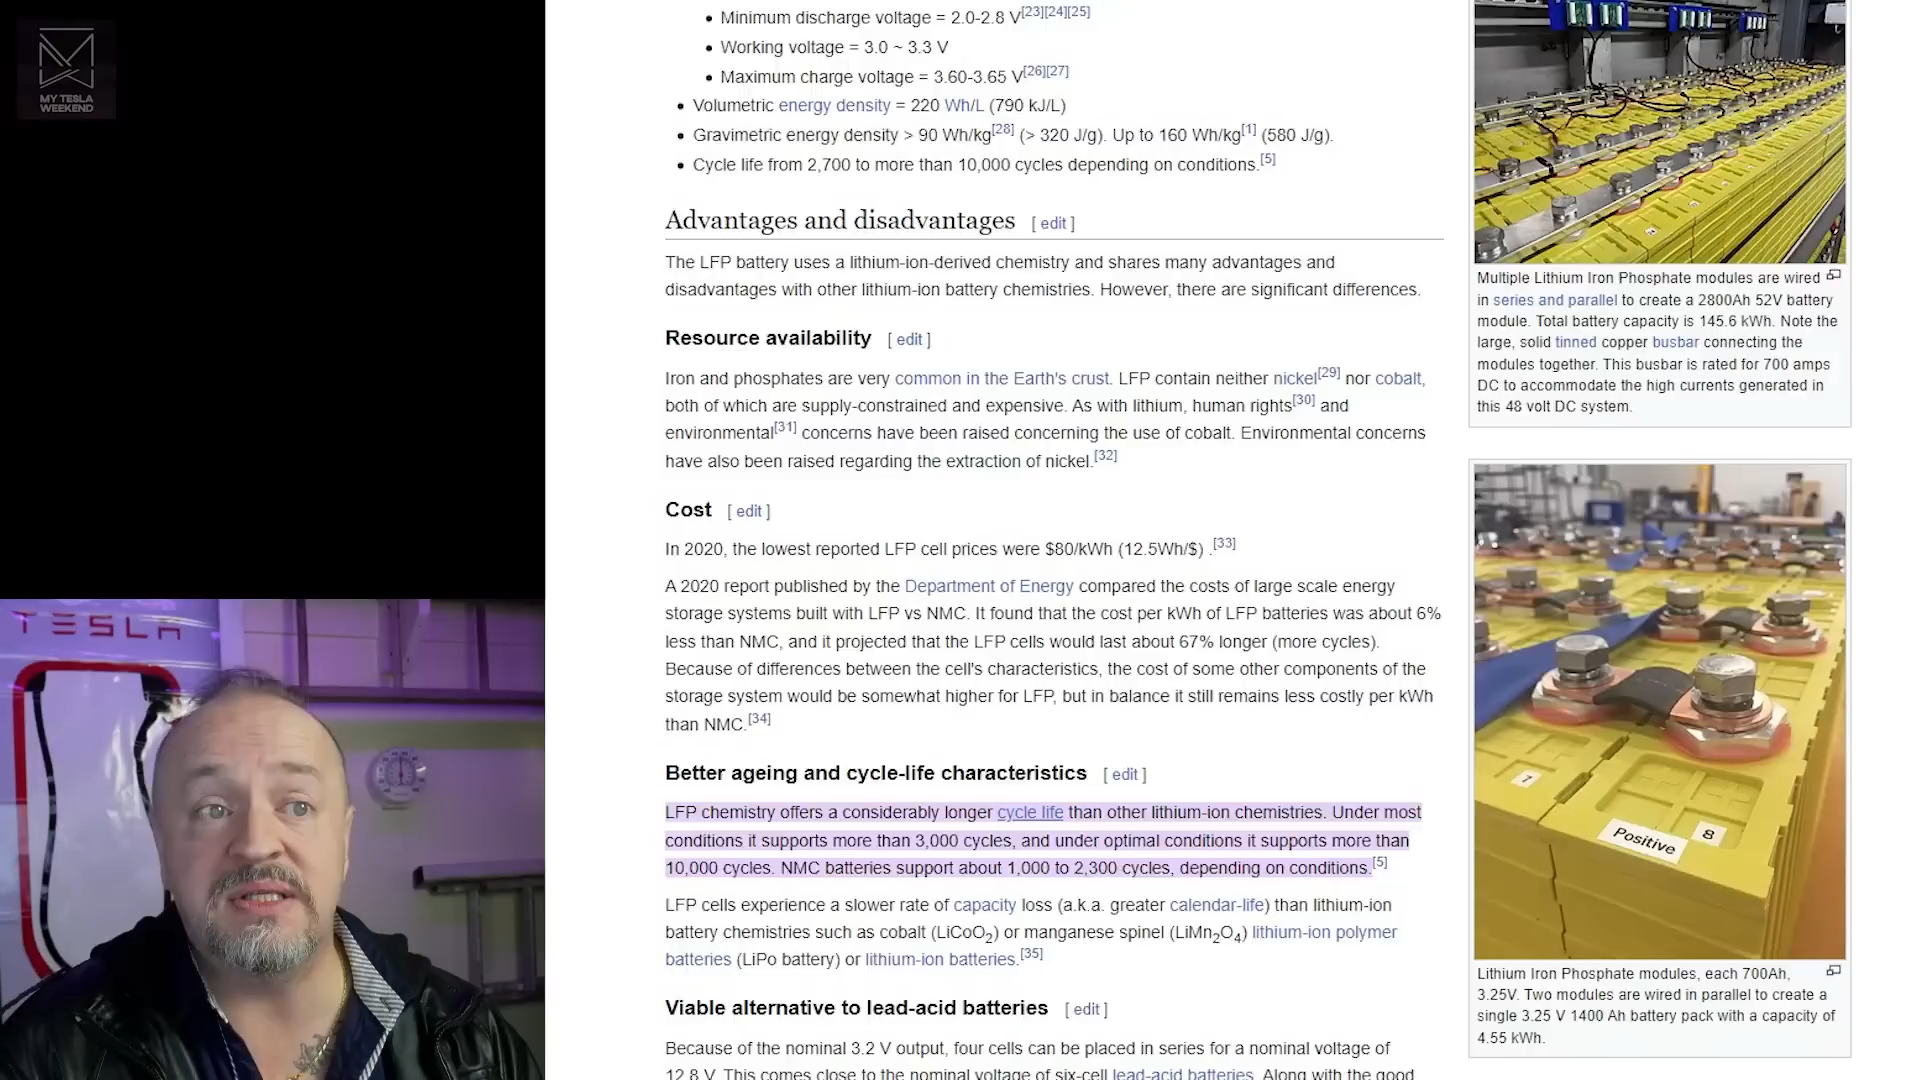 MY TESLA
WEEKEND
TESLA
Minimum discharge voltage = 2.0-2.8 V[23][24][25]
Working voltage = 3.0 ~ 3.3 V
Maximum charge voltage = 3.60-3.65 V[26][27]
Volumetric energy density = 220 Wh/L (790 kJ/L)
Gravimetric energy density > 90 Wh/kg[28] (> 320 J/g). Up to 160 Wh/kg[1] (580 J/g).
Cycle life from 2,700 to more than 10,000 cycles depending on conditions.[5]
Advantages and disadvantages [ edit ]
The LFP battery uses a lithium-ion-derived chemistry and shares many advantages and
disadvantages with other lithium-ion battery chemistries. However, there are significant differences.
Resource availability [ edit ]
Iron and phosphates are very common in the Earth's crust. LFP contain neither nickel[29] nor cobalt,
both of which are supply-constrained and expensive. As with lithium, human rights[30] and
environmental[31] concerns have been raised concerning the use of cobalt. Environmental concerns
have also been raised regarding the extraction of nickel.[32]
Cost [ edit ]
In 2020, the lowest reported LFP cell prices were $80/kWh (12.5Wh/$) .[33]
A 2020 report published by the Department of Energy compared the costs of large scale energy
storage systems built with LFP vs NMC. It found that the cost per kWh of LFP batteries was about 6%
less than NMC, and it projected that the LFP cells would last about 67% longer (more cycles).
Because of differences between the cell's characteristics, the cost of some other components of the
storage system would be somewhat higher for LFP, but in balance it still remains less costly per kWh
than NMC.[34]
Better ageing and cycle-life characteristics [ edit ]
LFP chemistry offers a considerably longer cycle life than other lithium-ion chemistries. Under most
conditions it supports more than 3,000 cycles, and under optimal conditions it supports more than
10,000 cycles. NMC batteries support about 1,000 to 2,300 cycles, depending on conditions.[5]
LFP cells experience a slower rate of capacity loss (a.k.a. greater calendar-life) than lithium-ion
battery chemistries such as cobalt (LiCoO2) or manganese spinel (LiMn2O4) lithium-ion polymer
batteries (LiPo battery) or lithium-ion batteries.[35]
Viable alternative to lead-acid batteries [ edit ]
Because of the nominal 3.2 V output, four cells can be placed in series for a nominal voltage of
12.8 V. This comes close to the nominal voltage of six-cell lead-acid batteries. Along with the good
Multiple Lithium Iron Phosphate modules are wired
in series and parallel to create a 2800Ah 52V battery
module. Total battery capacity is 145.6 kWh. Note the
large, solid tinned copper busbar connecting the
modules together. This busbar is rated for 700 amps
DC to accommodate the high currents generated in
this 48 volt DC system.
7
Positive
8
Lithium Iron Phosphate modules, each 700Ah,
3.25V. Two modules are wired in parallel to create a
single 3.25 V 1400 Ah battery pack with a capacity of
4.55 kWh.